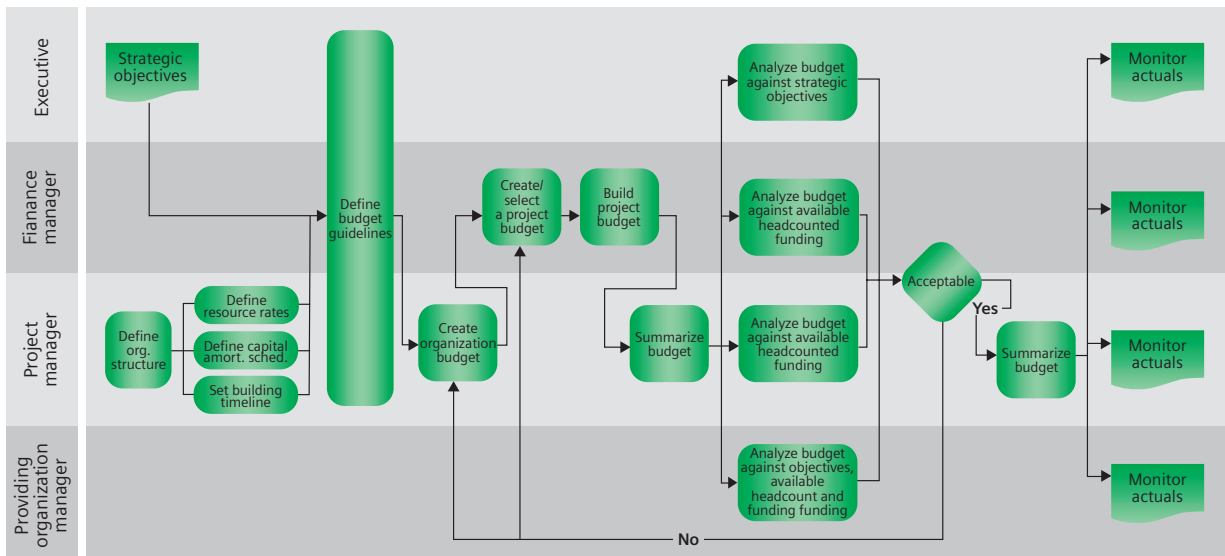 Executive
Strategic
objectives
Analyze budget
against strategic
objectives
Monitor
actuals
Fianance
manager
Define
budget
guidelines
Create/
select
a project
budget
Build
project
budget
Analyze budget
against available
headcounted
funding
Monitor
actuals
Project
manager
Define
org.
structure
Define
resource rates
Define capital
amort. sched.
Set building
timeline
Create
organization
budget
Summarize
budget
Analyze budget
against available
headcounted
funding
Acceptable
Yes
Summarize
budget
Monitor
actuals
Providing
organization
manager
Analyze budget
against objectives,
available
headcount and
funding funding
Monitor
actuals
No